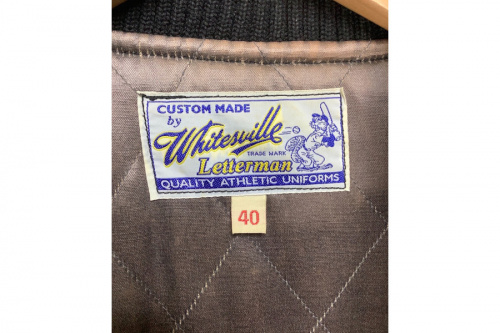 CUSTOM MADE
by
Whitesville
TRADE MARK
Letterman
QUALITY ATHLETIC UNIFORMS
40